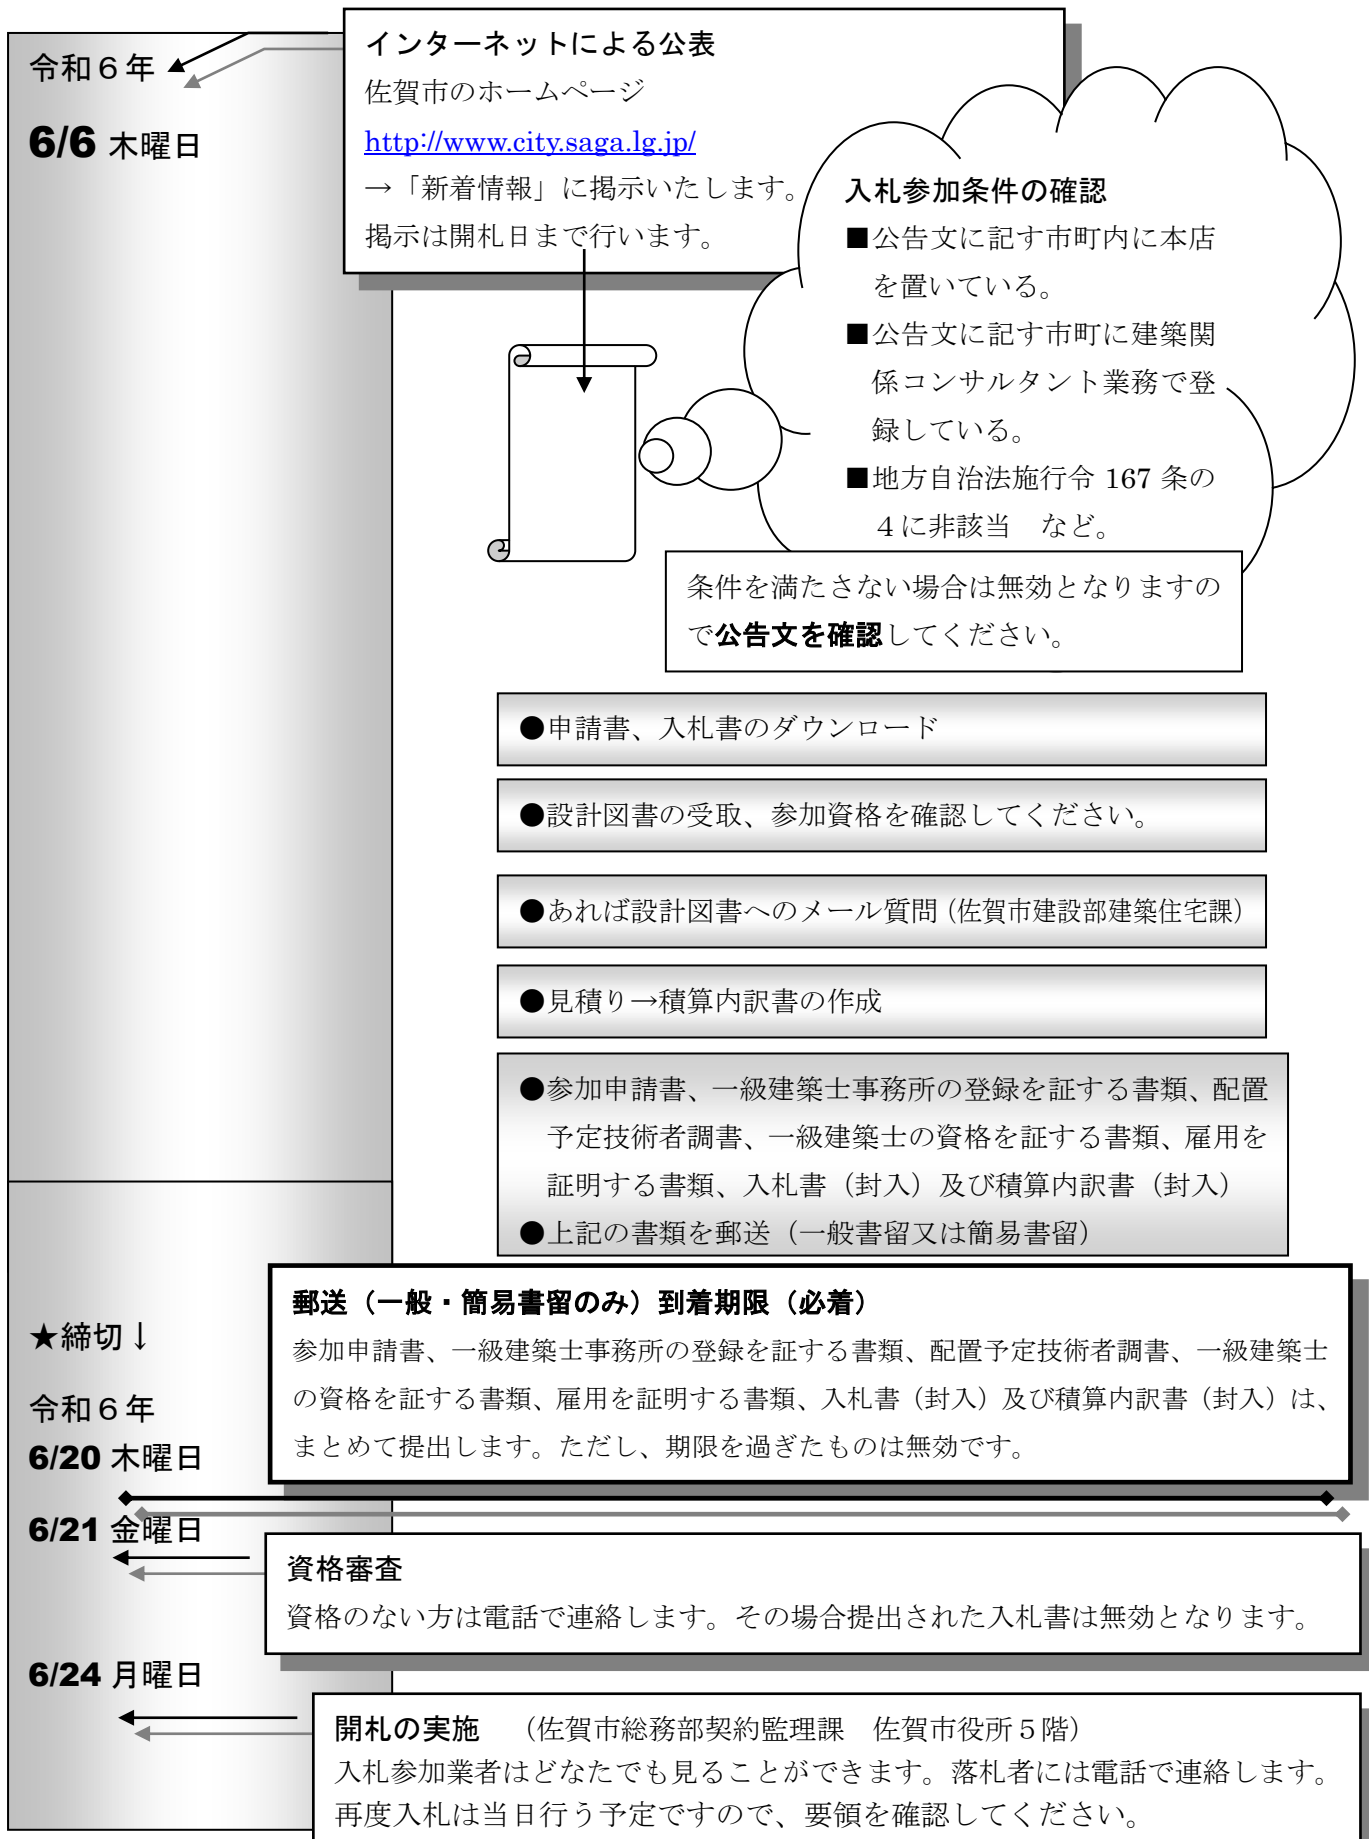 令和６年
6/6 木曜日
インターネットによる公表
佐賀市のホームページ
http://www.city.saga.lg.jp/
→「新着情報」に掲示いたします。
掲示は開札日まで行います。
入札参加条件の確認
■公告文に記す市町内に本店
を置いている。
■公告文に記す市町に建築関
係コンサルタント業務で登
録している。
■地方自治法施行令 167 条の
４に非該当　など。
条件を満たさない場合は無効となりますの
で公告文を確認してください。
●申請書、入札書のダウンロード
●設計図書の受取、参加資格を確認してください。
●あれば設計図書へのメール質問（佐賀市建設部建築住宅課）
●見積り→積算内訳書の作成
●参加申請書、一級建築士事務所の登録を証する書類、配置
予定技術者調書、一級建築士の資格を証する書類、雇用を
証明する書類、入札書（封入）及び積算内訳書（封入）
●上記の書類を郵送（一般書留又は簡易書留）
★締切↓
令和６年
6/20 木曜日
郵送（一般・簡易書留のみ）到着期限（必着）
参加申請書、一級建築士事務所の登録を証する書類、配置予定技術者調書、一級建築士
の資格を証する書類、雇用を証明する書類、入札書（封入）及び積算内訳書（封入）は、
まとめて提出します。ただし、期限を過ぎたものは無効です。
6/21 金曜日
資格審査
資格のない方は電話で連絡します。その場合提出された入札書は無効となります。
6/24 月曜日
開札の実施　（佐賀市総務部契約監理課　佐賀市役所５階）
入札参加業者はどなたでも見ることができます。落札者には電話で連絡します。
再度入札は当日行う予定ですので、要領を確認してください。